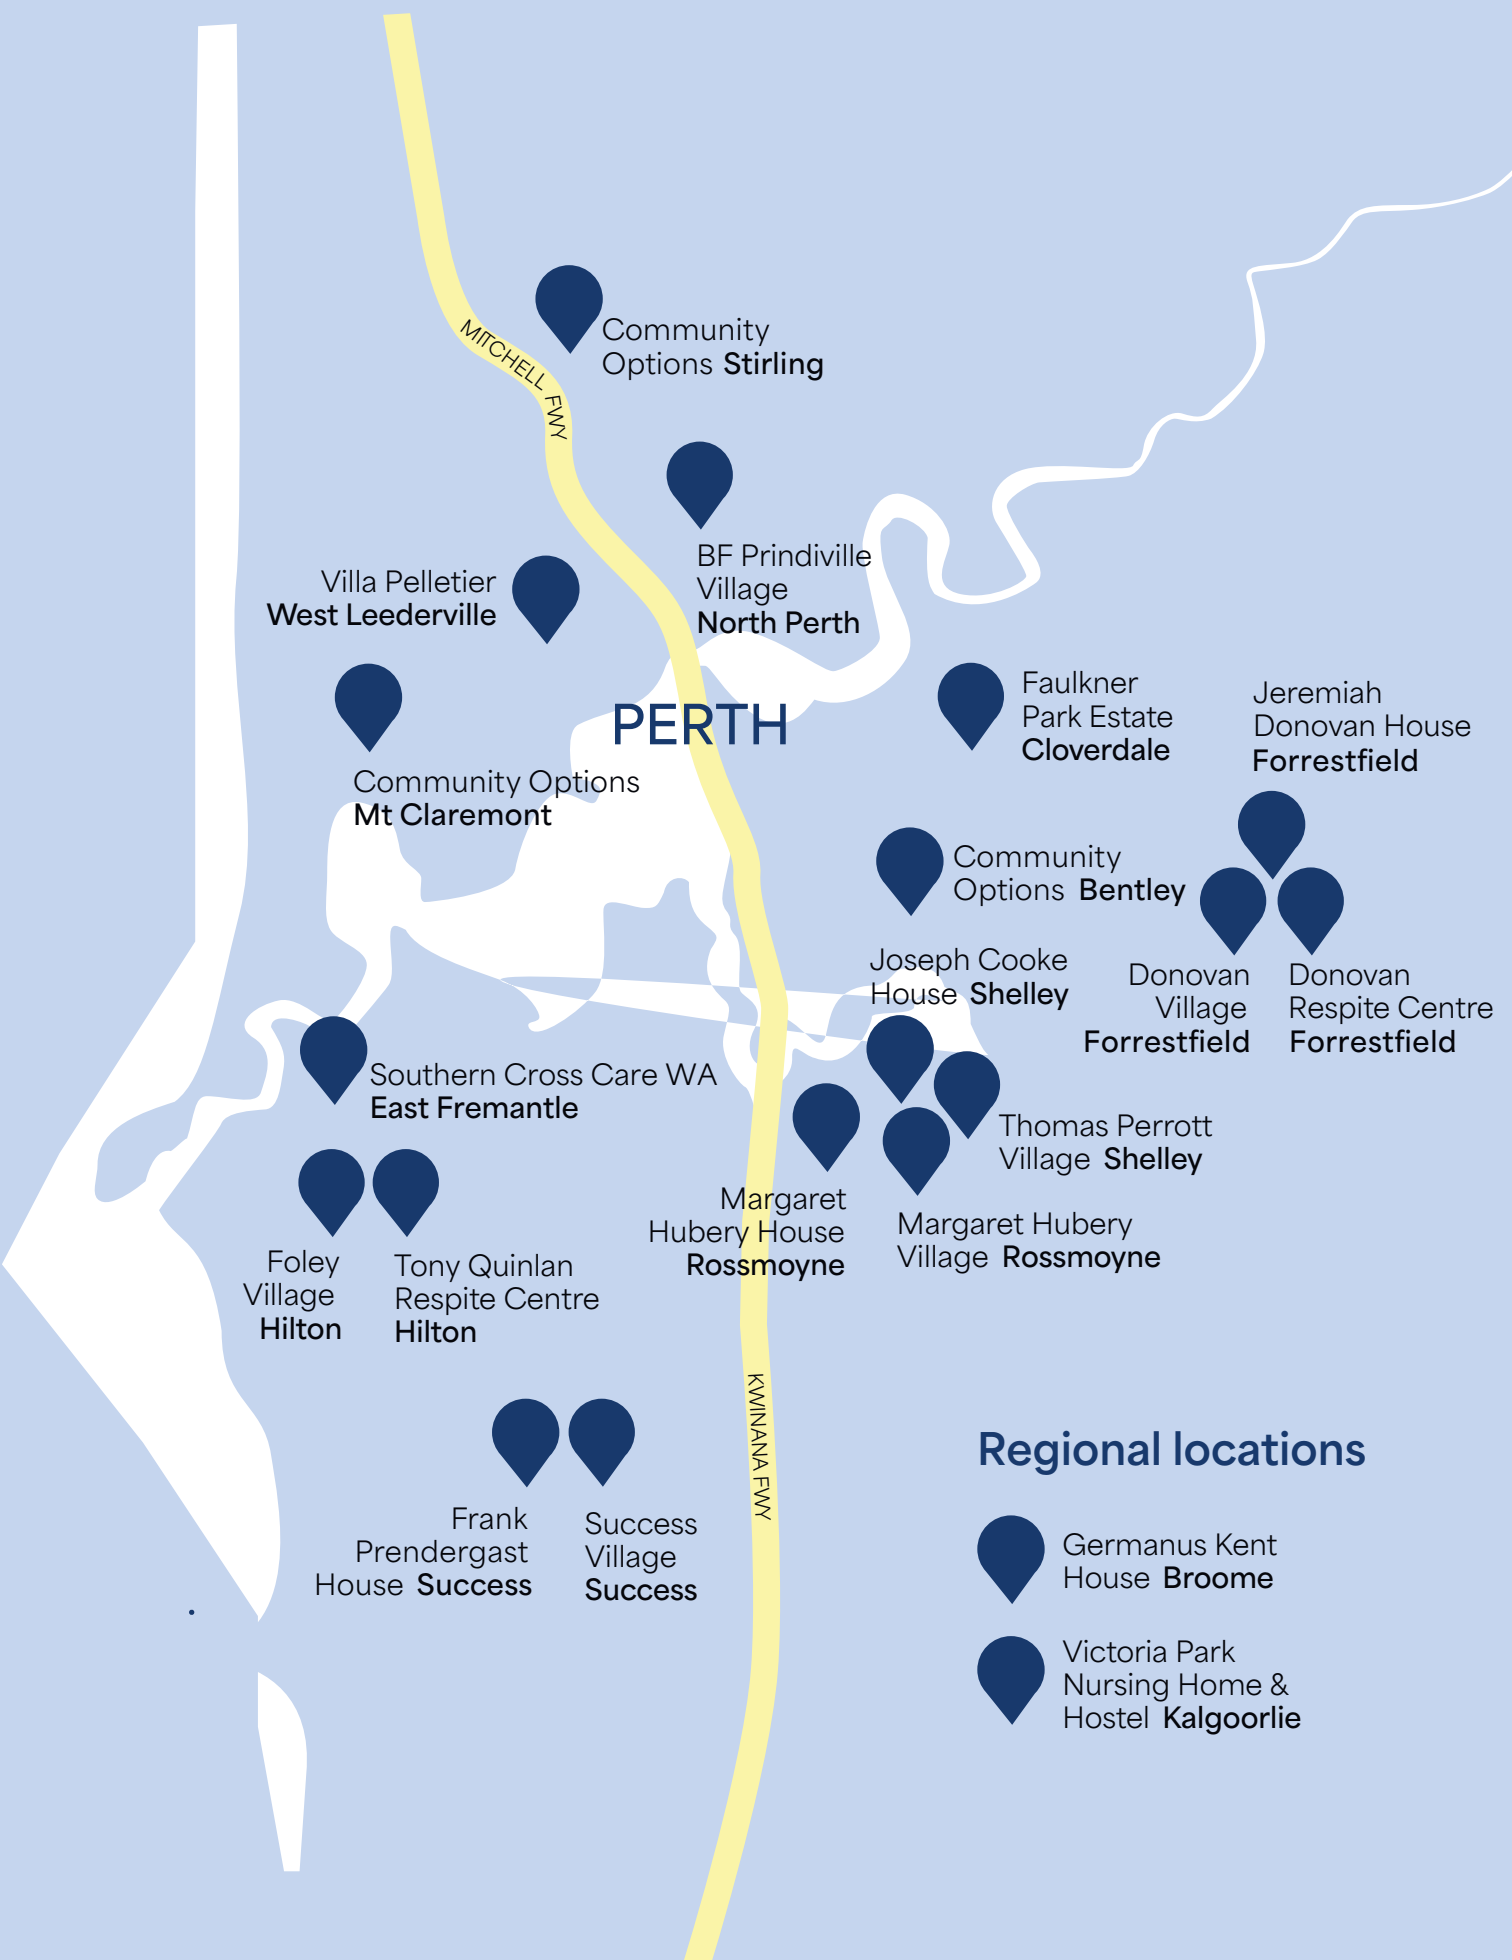 MITCHELL FWY
Community
Options Stirling
BF Prindiville
Village
North Perth
Villa Pelletier
West Leederville
PERTH
Community Options
Mt Claremont
Faulkner
Park Estate
Cloverdale
Jeremiah
Donovan House
Forrestfield
Community
Options Bentley
Joseph Cooke
House Shelley
Donovan
Village
Forrestfield
Donovan
Respite Centre
Forrestfield
Southern Cross Care WA
East Fremantle
Thomas Perrott
Village Shelley
Margaret
Hubery House
Rossmoyne
Margaret Hubery
Village Rossmoyne
Foley
Village
Hilton
Tony Quinlan
Respite Centre
Hilton
KWINANA FWY
Frank
Prendergast
House Success
Success
Village
Success
Regional locations
Germanus Kent
House Broome
Victoria Park
Nursing Home &
Hostel Kalgoorlie